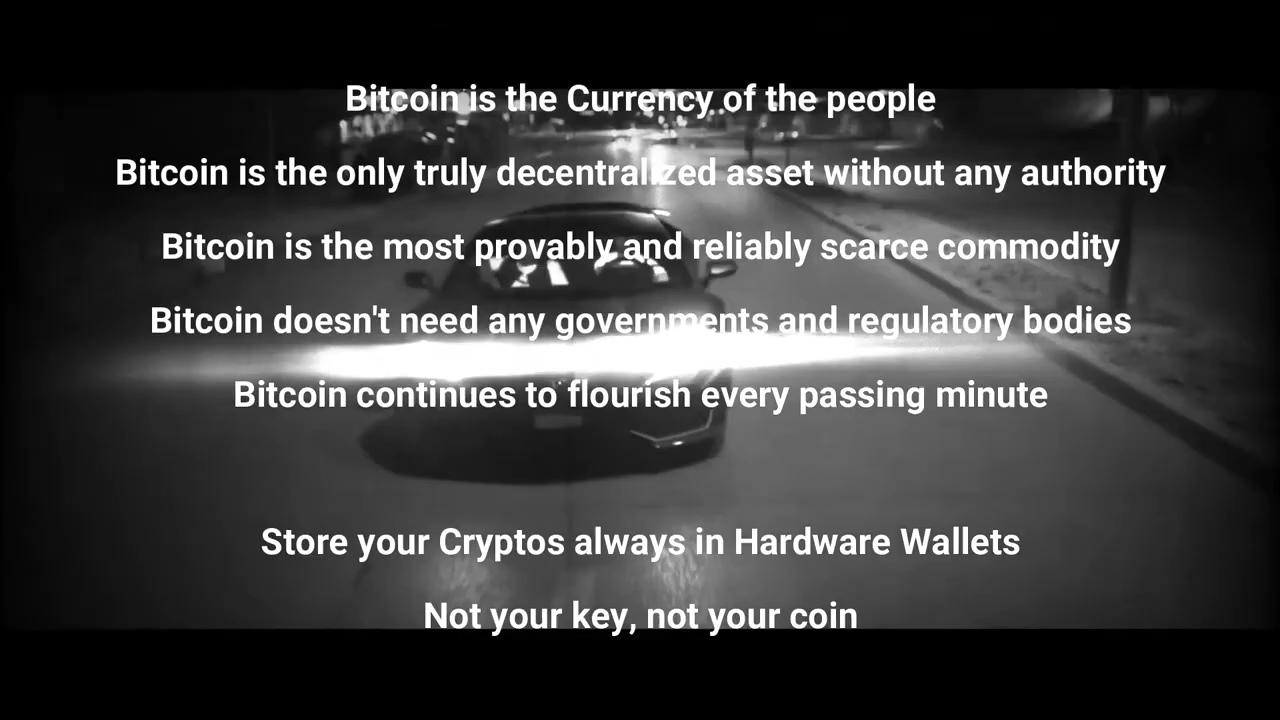 Bitcoin is the Currency of the people
Bitcoin is the only truly decentralized asset without any authority
Bitcoin is the most provably and reliably scarce commodity
Bitcoin doesn't need any governments and regulatory bodies
Bitcoin continues to flourish every passing minute
Store your Cryptos always in Hardware Wallets
Not your key, not your coin